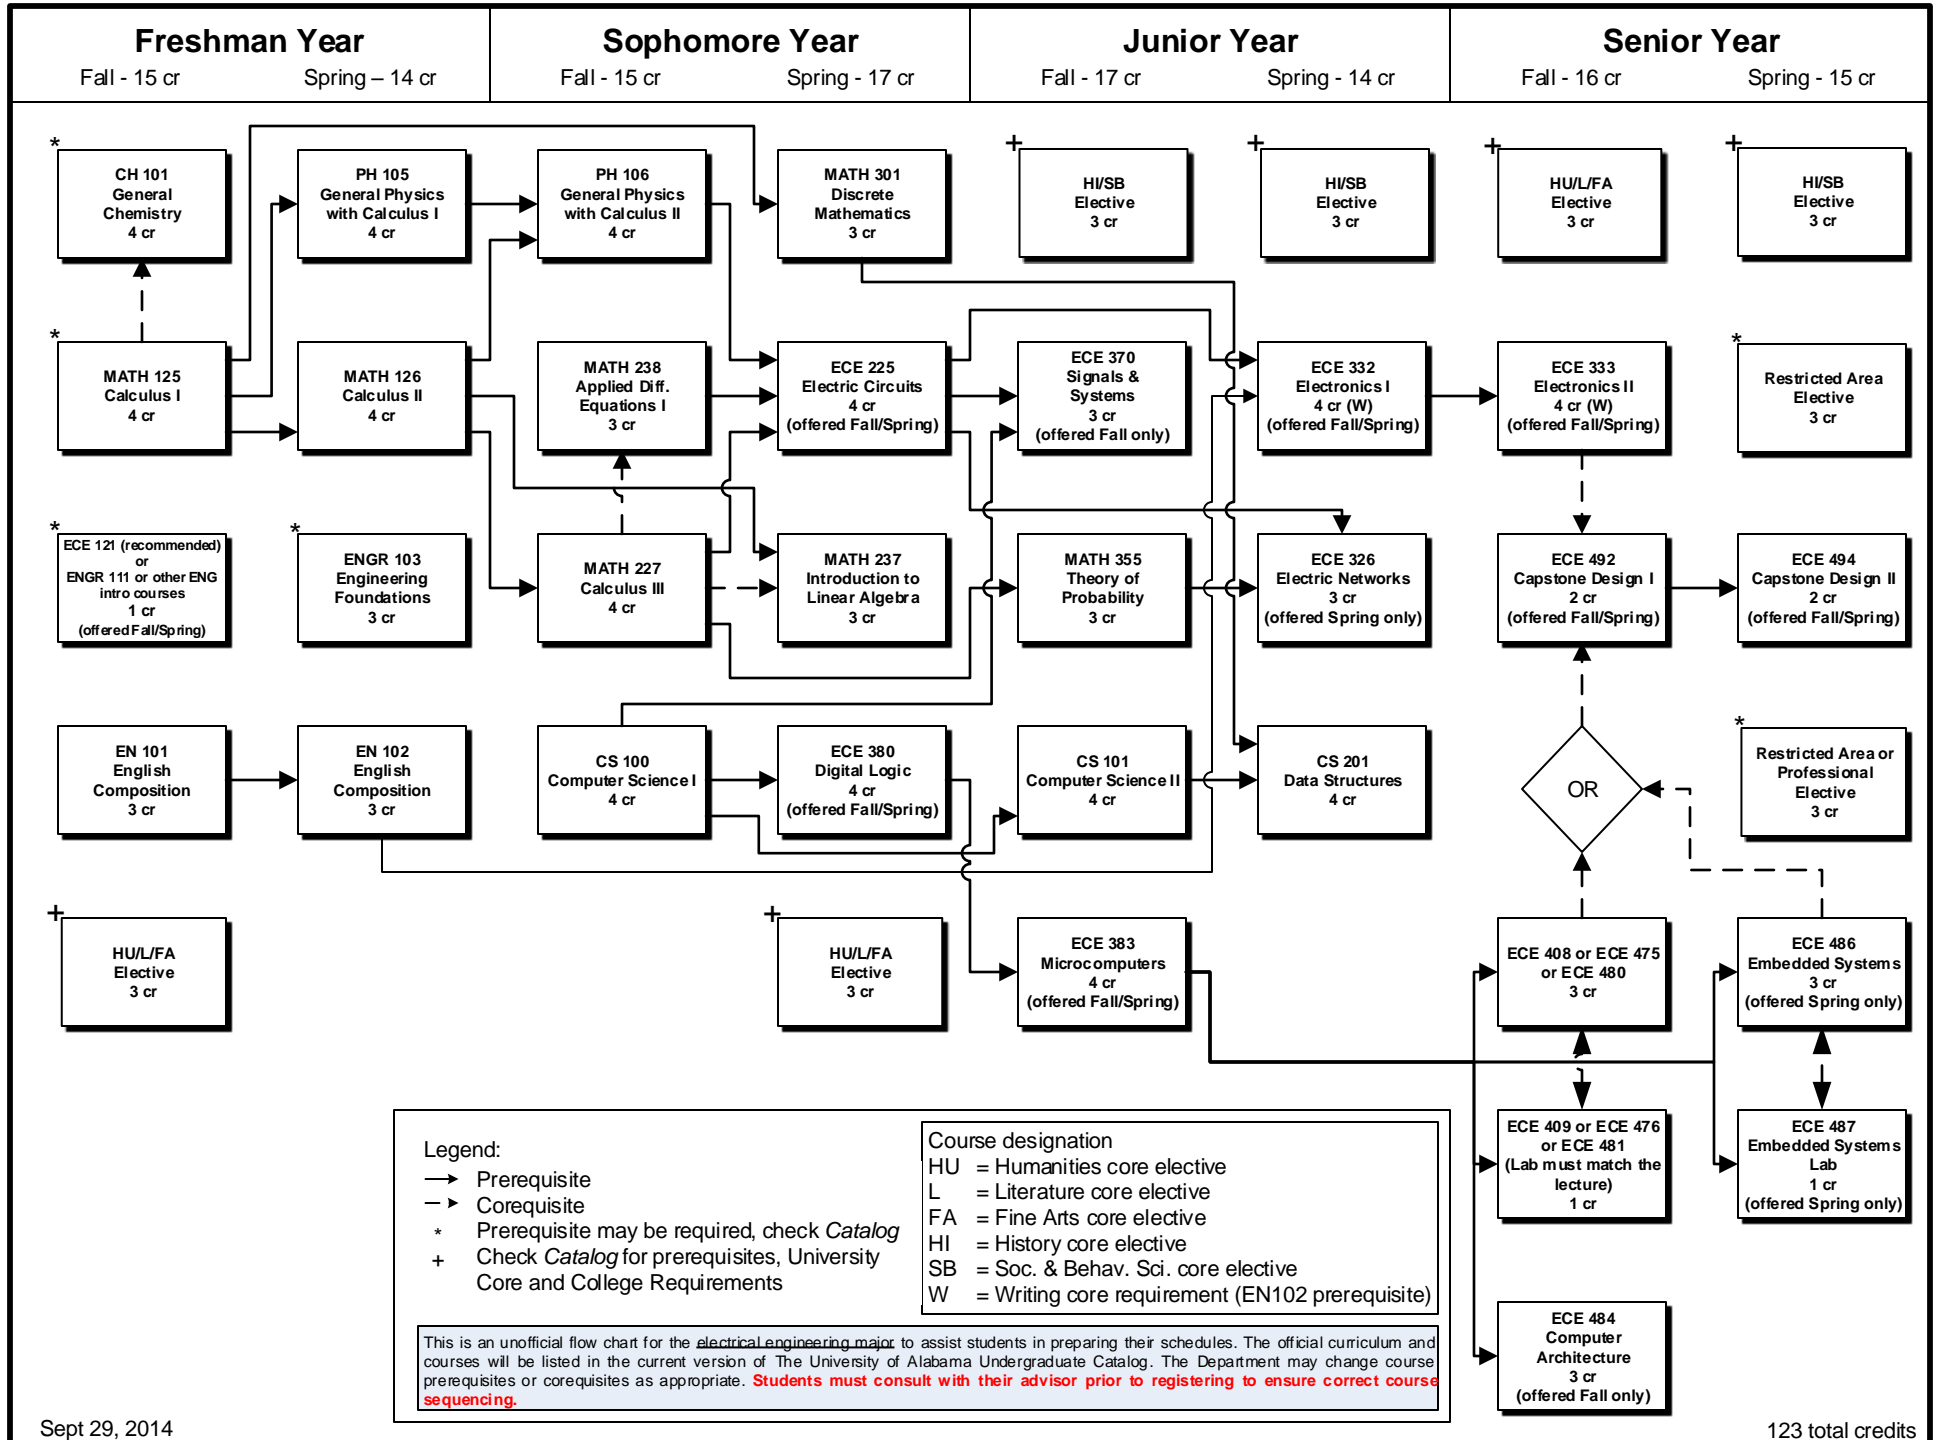 Freshman Year
Fall - 15 cr
Spring – 14 cr
Sophomore Year
Fall - 15 cr
Spring - 17 cr
Junior Year
Fall - 17 cr
Spring - 14 cr
Senior Year
Fall - 16 cr
Spring - 15 cr
*
CH 101
General
Chemistry
4 cr
PH 105
General Physics
with Calculus I
4 cr
PH 106
General Physics
with Calculus II
4 cr
MATH 301
Discrete
Mathematics
3 cr
+
HI/SB
Elective
3 cr
+
HI/SB
Elective
3 cr
+
HU/L/FA
Elective
3 cr
+
HI/SB
Elective
3 cr
*
MATH 125
Calculus I
4 cr
MATH 126
Calculus II
4 cr
MATH 238
Applied Diff.
Equations I
3 cr
ECE 225
Electric Circuits
4 cr
(offered Fall/Spring)
ECE 370
Signals &
Systems
3 cr
(offered Fall only)
ECE 332
Electronics I
4 cr (W)
(offered Fall/Spring)
ECE 333
Electronics II
4 cr (W)
(offered Fall/Spring)
*
Restricted Area
Elective
3 cr
*
ECE 121 (recommended)
or
ENGR 111 or other ENG
intro courses
1 cr
(offered Fall/Spring)
*
ENGR 103
Engineering
Foundations
3 cr
MATH 227
Calculus III
4 cr
MATH 237
Introduction to
Linear Algebra
3 cr
MATH 355
Theory of
Probability
3 cr
ECE 326
Electric Networks
3 cr
(offered Spring only)
ECE 492
Capstone Design I
2 cr
(offered Fall/Spring)
ECE 494
Capstone Design II
2 cr
(offered Fall/Spring)
EN 101
English
Composition
3 cr
EN 102
English
Composition
3 cr
CS 100
Computer Science I
4 cr
ECE 380
Digital Logic
4 cr
(offered Fall/Spring)
CS 101
Computer Science II
4 cr
CS 201
Data Structures
4 cr
OR
*
Restricted Area or
Professional
Elective
3 cr
+
HU/L/FA
Elective
3 cr
+
HU/L/FA
Elective
3 cr
ECE 383
Microcomputers
4 cr
(offered Fall/Spring)
ECE 408 or ECE 475
or ECE 480
3 cr
ECE 486
Embedded Systems
3 cr
(offered Spring only)
ECE 409 or ECE 476
or ECE 481
(Lab must match the
lecture)
1 cr
ECE 487
Embedded Systems
Lab
1 cr
(offered Spring only)
ECE 484
Computer
Architecture
3 cr
(offered Fall only)
Legend:
Prerequisite
Corequisite
* Prerequisite may be required, check Catalog
+ Check Catalog for prerequisites, University
Core and College Requirements
Course designation
HU = Humanities core elective
L = Literature core elective
FA = Fine Arts core elective
HI = History core elective
SB = Soc. & Behav. Sci. core elective
W = Writing core requirement (EN102 prerequisite)
This is an unofficial flow chart for the electrical engineering major to assist students in preparing their schedules. The official curriculum and
courses will be listed in the current version of The University of Alabama Undergraduate Catalog. The Department may change course
prerequisites or corequisites as appropriate. Students must consult with their advisor prior to registering to ensure correct course
sequencing.
Sept 29, 2014
123 total credits